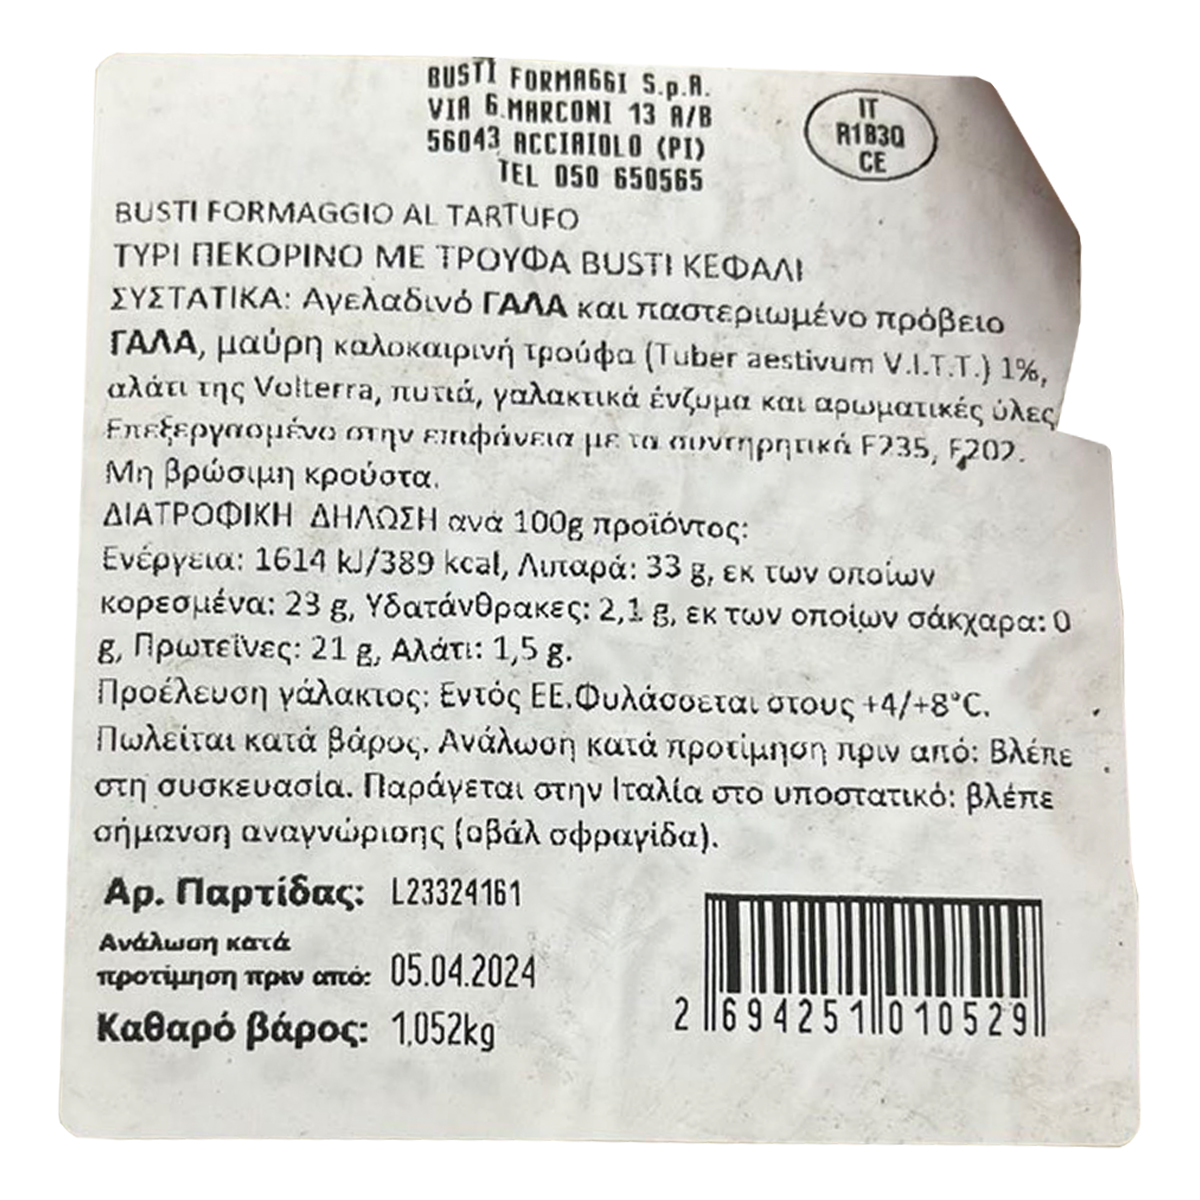 BUSTI FORMAGGI S.p.A.
VIA G.MARCONI 13 A/B
56043 ACCIAIOLO (PI)
TEL 050 650565
IT
R1B3Q
CE
BUSTI FORMAGGIO AL TARTUFO
ΤΥΡΙ ΠΕΚΟΡΙΝΟ ΜΕ ΤΡΟΥΦΑ BUSTI ΚΕΦΑΛΙ
ΣΥΣΤΑΤΙΚΑ: Αγελαδινό ΓΑΛΑ και παστεριωμένο πρόβειο
ΓΑΛΑ, μαύρη καλοκαιρινή τρούφα (Tuber aestivum V.I.T.T.) 1%,
αλάτι της Volterra, πυτιά, γαλακτικά ένζυμα και αρωματικές ύλες
Επεξεργασμένο στην επιφάνεια με τα συντηρητικά E235, E202.
Μη βρώσιμη κρούστα.
ΔΙΑΤΡΟΦΙΚΗ ΔΗΛΩΣΗ ανά 100g προϊόντος:
Ενέργεια: 1614 kJ/389 kcal, Λιπαρά: 33 g, εκ των οποίων
κορεσμένα: 23 g, Υδατάνθρακες: 2,1 g, εκ των οποίων σάκχαρα: 0
g, Πρωτεΐνες: 21 g, Αλάτι: 1,5 g.
Προέλευση γάλακτος: Εντός ΕΕ.Φυλάσσεται στους +4/+8°C.
Πωλείται κατά βάρος. Ανάλωση κατά προτίμηση πριν από: Βλέπε
στη συσκευασία. Παράγεται στην Ιταλία στο υποστατικό: βλέπε
σήμανση αναγνώρισης (οβάλ σφραγίδα).
Αρ. Παρτίδας: L23324161
Ανάλωση κατά
προτίμηση πριν από: 05.04.2024
Καθαρό βάρος: 1,052kg
2 694251 010529